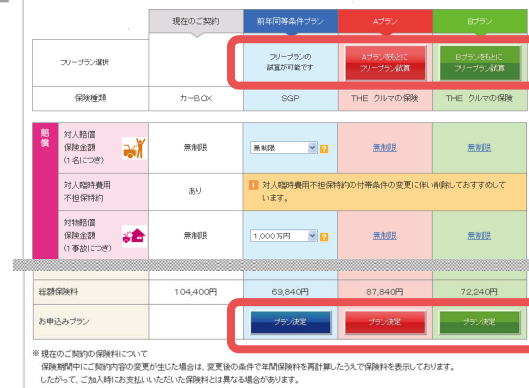 現在のご契約 前年同等条件プラン Aプラン Bプラン
フリープラン選択 フリープランの試算が可能です Aプランをもとにフリープラン試算 Bプランをもとにフリープラン試算
保険種類 カーBOX SGP THE クルマの保険 THE クルマの保険
賠償
対人賠償
保険金額
(1名につき)
無制限 無制限 無制限 無制限
対人臨時費用
不担保特約
あり
対人臨時費用不担保特約の付帯条件の変更に伴い削除しておすすめして
います。
対物賠償
保険金額
(1事故につき)
無制限 1,000万円 無制限 無制限
総額保険料 104,400円 69,840円 87,840円 72,240円
お申込みプラン プラン決定 プラン決定 プラン決定
※ 現在のご契約の保険料について
保険期間中にご契約内容の変更が生じた場合は、変更後の条件で年間保険料を再計算したうえで保険料を表示しております。
したがって、ご加入時にお支払いいただいた保険料とは異なる場合があります。